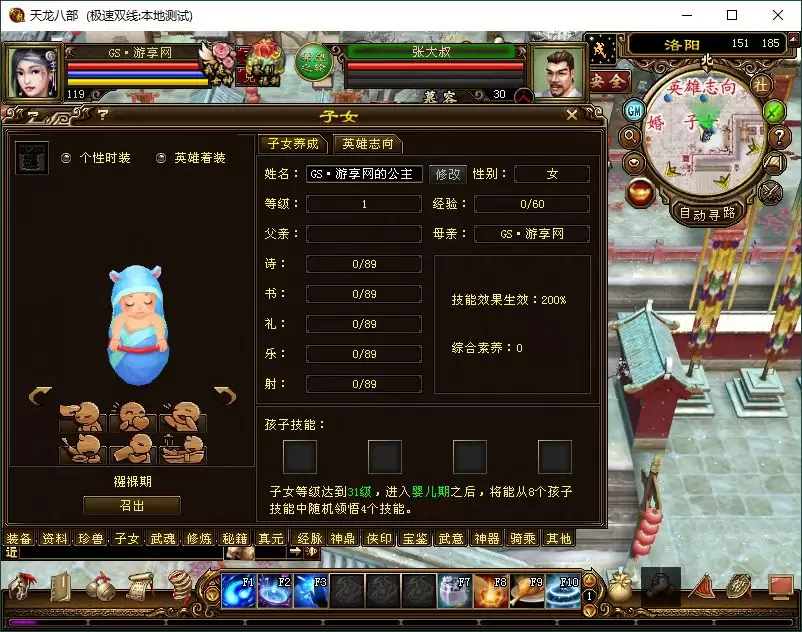 天龙八部 (极速双线:本地测试)
GS·游享网
119
张大叔
慕容
30
洛阳 151 185
安全
北
英雄志向
社
GM
婚 子女
自动寻路
? 子女
个性时装 英雄着装
子女养成 英雄志向
姓名: GS·游享网的公主 修改 性别: 女
等级: 1 经验: 0/60
父亲: 母亲: GS·游享网
诗: 0/89
书: 0/89
礼: 0/89
乐: 0/89
射: 0/89
技能效果生效:200%
综合素养:0
襁褓期
召出
孩子技能:
子女等级达到31级,进入婴儿期之后,将能从8个孩子
技能中随机领悟4个技能。
装备 资料 珍兽 子女 武魂 修炼 秘籍 真元 经脉 神鼎 侠印 宝鉴 武意 神器 骑乘 其他
近
F1 F2 F3 F7 F8 F9 F10 1